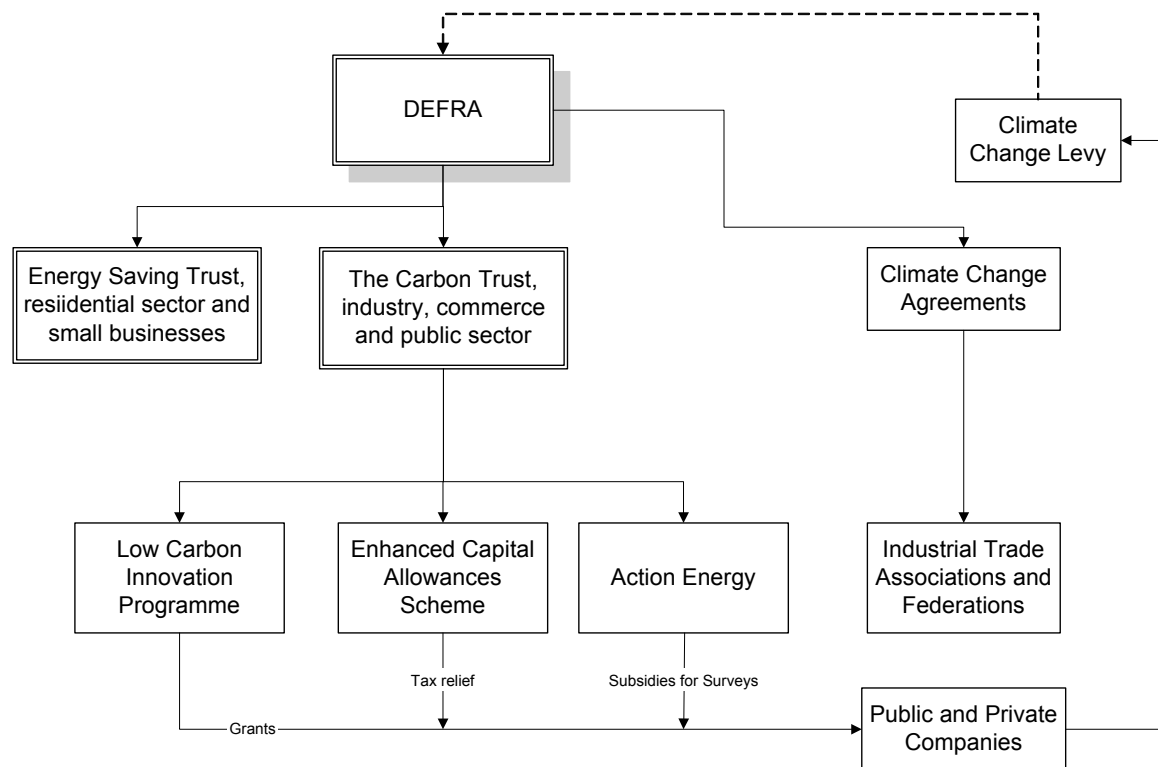 DEFRA
Climate
Change Levy
Energy Saving Trust,
resiidential sector and
small businesses
The Carbon Trust,
industry, commerce
and public sector
Climate Change
Agreements
Low Carbon
Innovation
Programme
Enhanced Capital
Allowances
Scheme
Action Energy
Industrial Trade
Associations and
Federations
Tax relief
Subsidies for Surveys
Grants
Public and Private
Companies